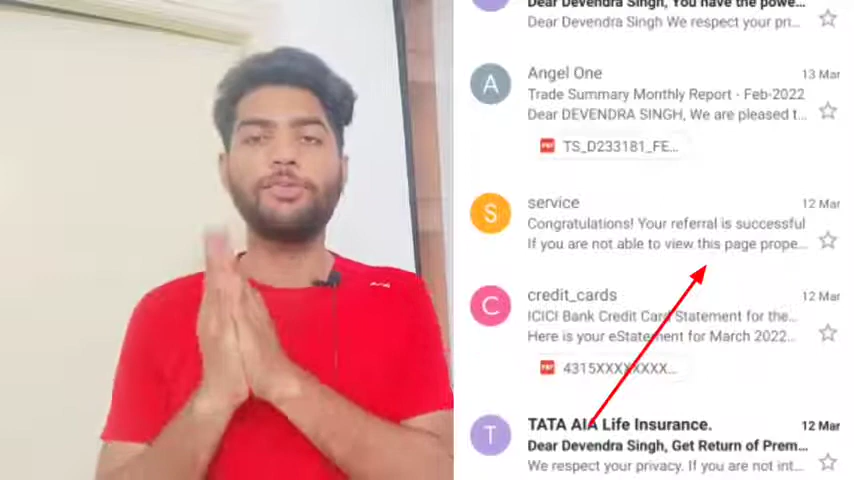 Dear Devendra Singh, You have the powe...
Dear Devendra Singh We respect your pri...
A
Angel One
13 Mar
Trade Summary Monthly Report - Feb-2022
Dear DEVENDRA SINGH, We are pleased t...
PDF
TS_D233181_FE...
S
service
12 Mar
Congratulations! Your referral is successful
If you are not able to view this page prope...
C
credit_cards
12 Mar
ICICI Bank Credit Card Statement for the...
Here is your eStatement for March 2022...
PDF
4315XXXXXXXX...
T
TATA AIA Life Insurance.
12 Mar
Dear Devendra Singh, Get Return of Prem...
We respect your privacy. If you are not int...